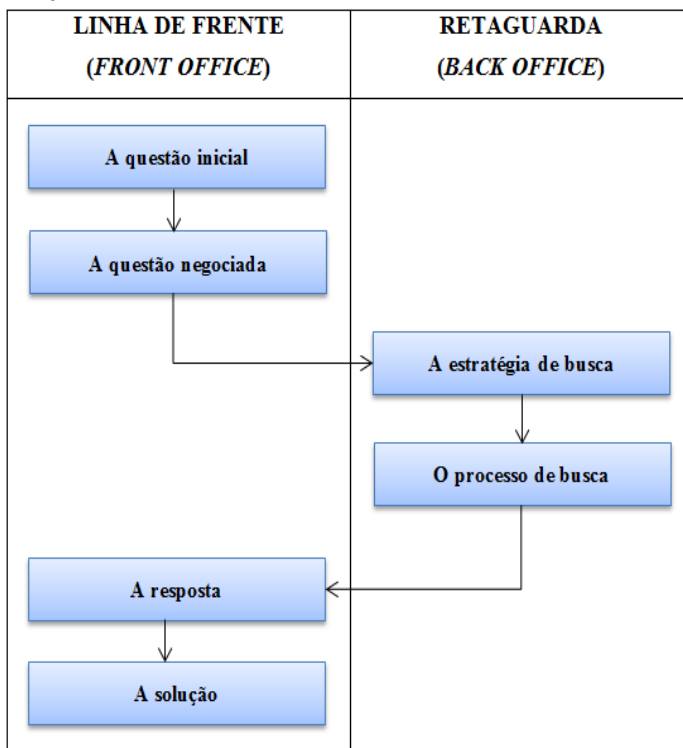 LINHA DE FRENTE
(FRONT OFFICE)
RETAGUARDA
(BACK OFFICE)
A questão inicial
A questão negociada
A estratégia de busca
O processo de busca
A resposta
A solução